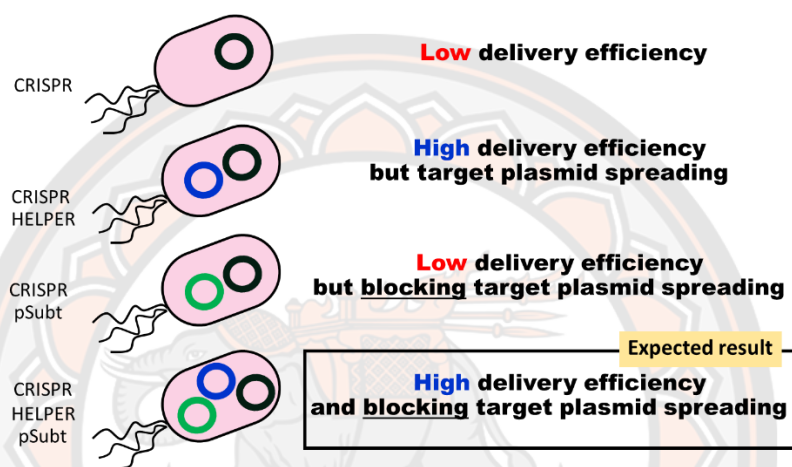 CRISPR
Low delivery efficiency
CRISPR
HELPER
High delivery efficiency
but target plasmid spreading
CRISPR
pSubt
Low delivery efficiency
but blocking target plasmid spreading
Expected result
CRISPR
HELPER
pSubt
High delivery efficiency
and blocking target plasmid spreading